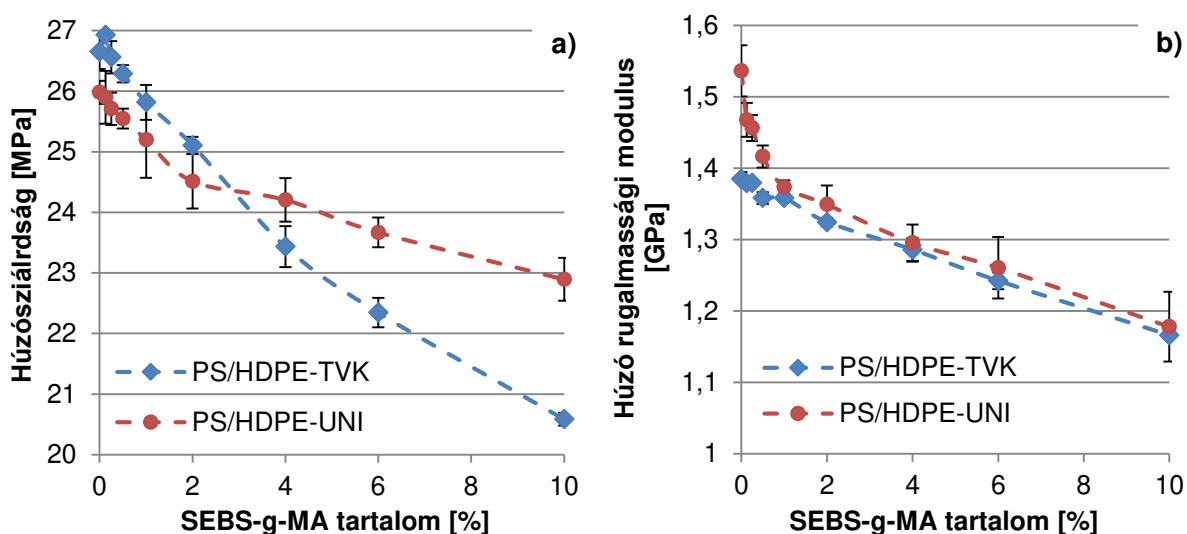 a)
Húzósziáirdság [MPa]
27
26
25
24
23
22
21
20
PS/HDPE-TVK
PS/HDPE-UNI
0
2
4
6
8
10
SEBS-g-MA tartalom [%]
b)
Húzó rugalmassági modulus
[GPa]
1,6
1,5
1,4
1,3
1,2
1,1
1
PS/HDPE-TVK
PS/HDPE-UNI
0
2
4
6
8
10
SEBS-g-MA tartalom [%]